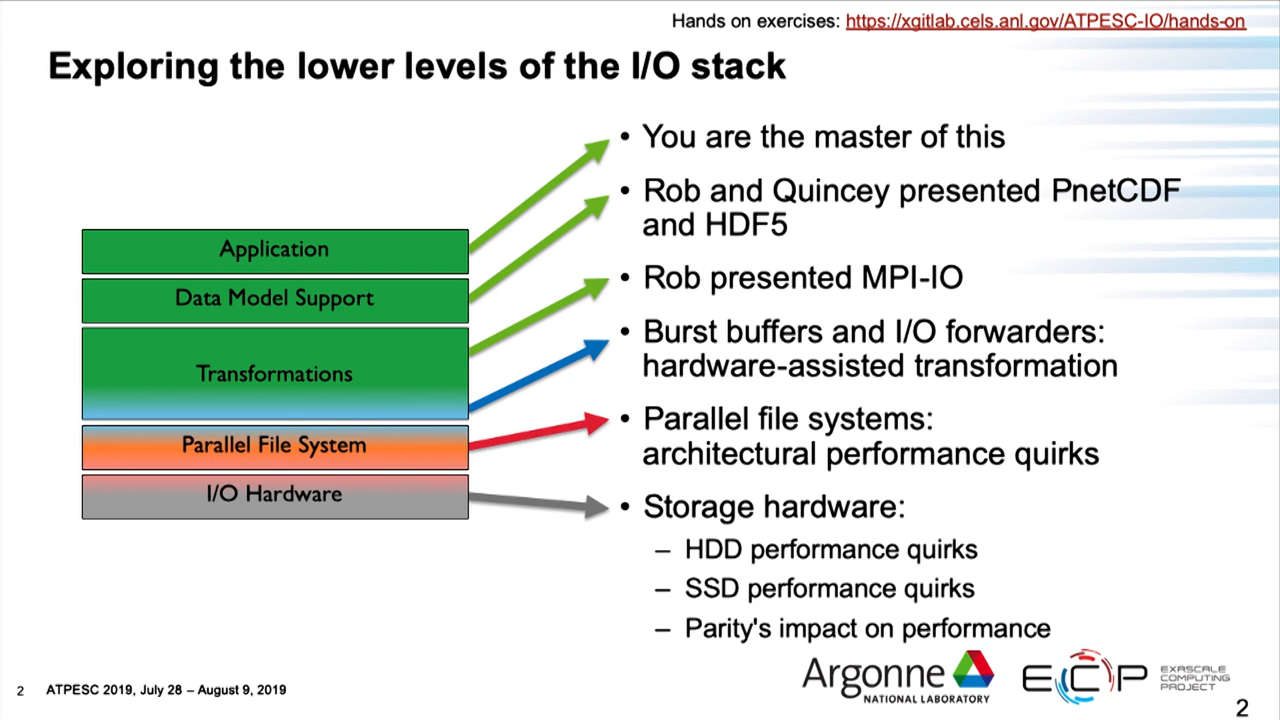 Hands on exercises: https://xgitlab.cels.anl.gov/ATPESC-IO/hands-on
Exploring the lower levels of the I/O stack
Application
Data Model Support
Transformations
Parallel File System
I/O Hardware
• You are the master of this
• Rob and Quincey presented PnetCDF
and HDF5
• Rob presented MPI-IO
• Burst buffers and I/O forwarders:
hardware-assisted transformation
• Parallel file systems:
architectural performance quirks
• Storage hardware:
– HDD performance quirks
– SSD performance quirks
– Parity's impact on performance
2 ATPESC 2019, July 28 – August 9, 2019
Argonne
NATIONAL LABORATORY
ECP
EXASCALE
COMPUTING
PROJECT
2